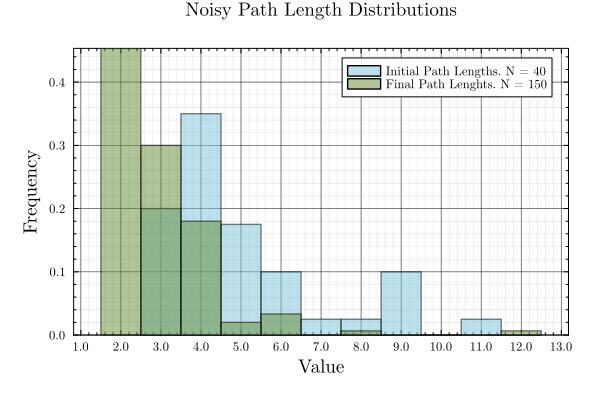 Noisy Path Length Distributions
Initial Path Lengths. N = 40
Final Path Lenghts. N = 150
Frequency
0.4
0.3
0.2
0.1
0.0
1.0 2.0 3.0 4.0 5.0 6.0 7.0 8.0 9.0 10.0 11.0 12.0 13.0
Value